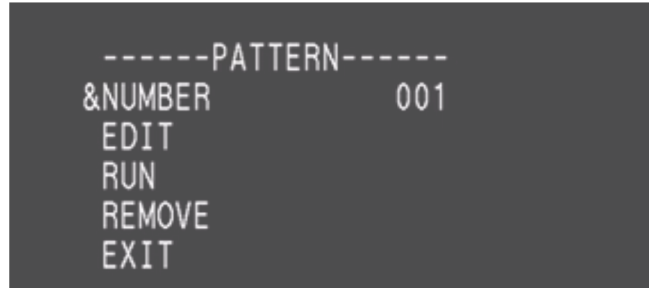 ------PATTERN------
&NUMBER 001
EDIT
RUN
REMOVE
EXIT